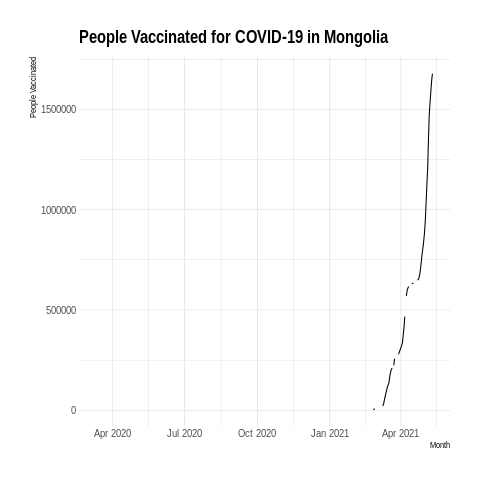 People Vaccinated for COVID-19 in Mongolia
People Vaccinated
1500000
1000000
500000
0
Apr 2020 Jul 2020 Oct 2020 Jan 2021 Apr 2021
Month